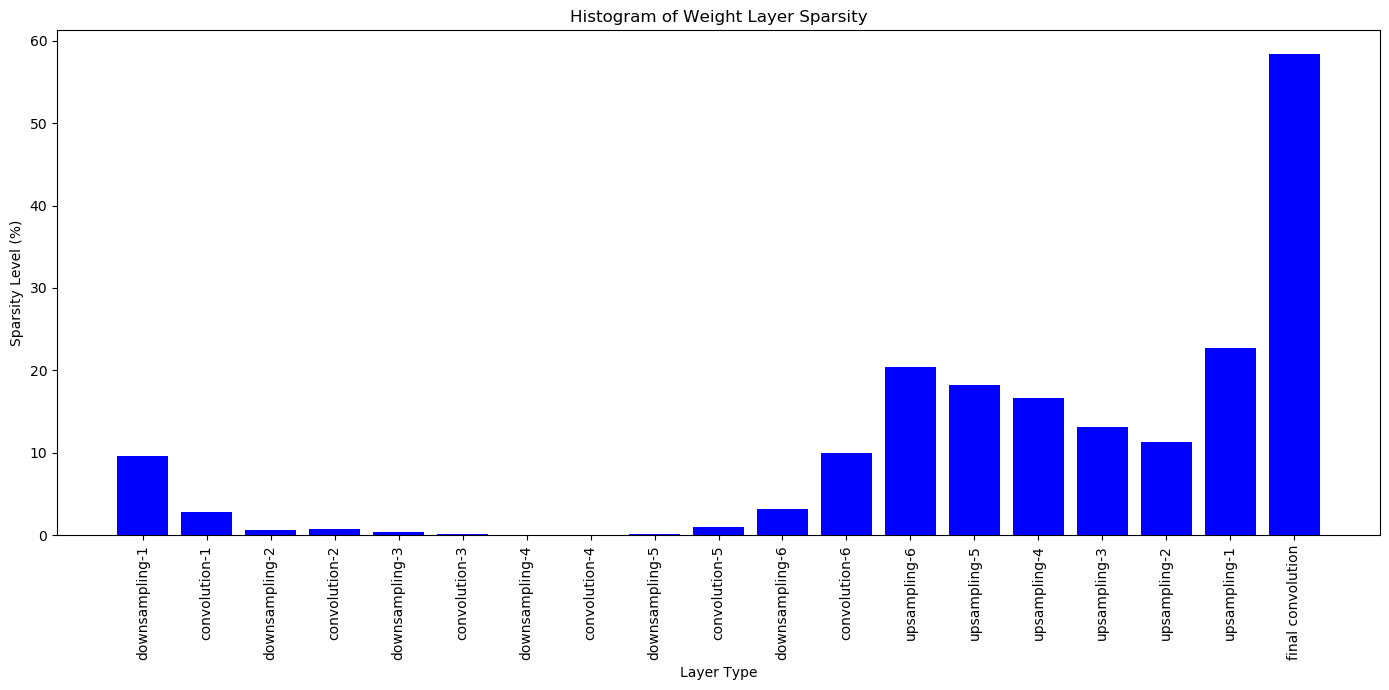 Histogram of Weight Layer Sparsity
Sparsity Level (%)
60
50
40
30
20
10
0
downsampling-1
convolution-1
downsampling-2
convolution-2
downsampling-3
convolution-3
downsampling-4
convolution-4
downsampling-5
convolution-5
downsampling-6
convolution-6
upsampling-6
upsampling-5
upsampling-4
upsampling-3
upsampling-2
upsampling-1
final convolution
Layer Type